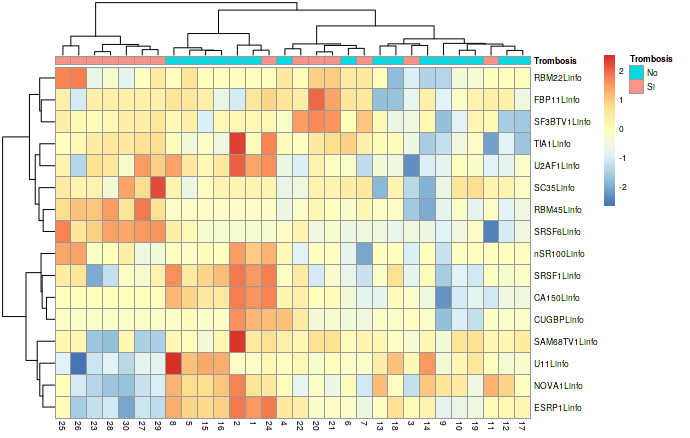 Trombosis
RBM22Linfo
FBP11Linfo
SF3BTV1Linfo
TIA1Linfo
U2AF1Linfo
SC35Linfo
RBM45Linfo
SRSF6Linfo
nSR100Linfo
SRSF1Linfo
CA150Linfo
CUGBPLinfo
SAM68TV1Linfo
U11Linfo
NOVA1Linfo
ESRP1Linfo
25 26 23 28 30 27 29 8 5 15 16 2 1 24 4 22 20 21 6 7 13 18 3 14 9 10 19 11 12 17
2
1
0
-1
-2
Trombosis
No
Si